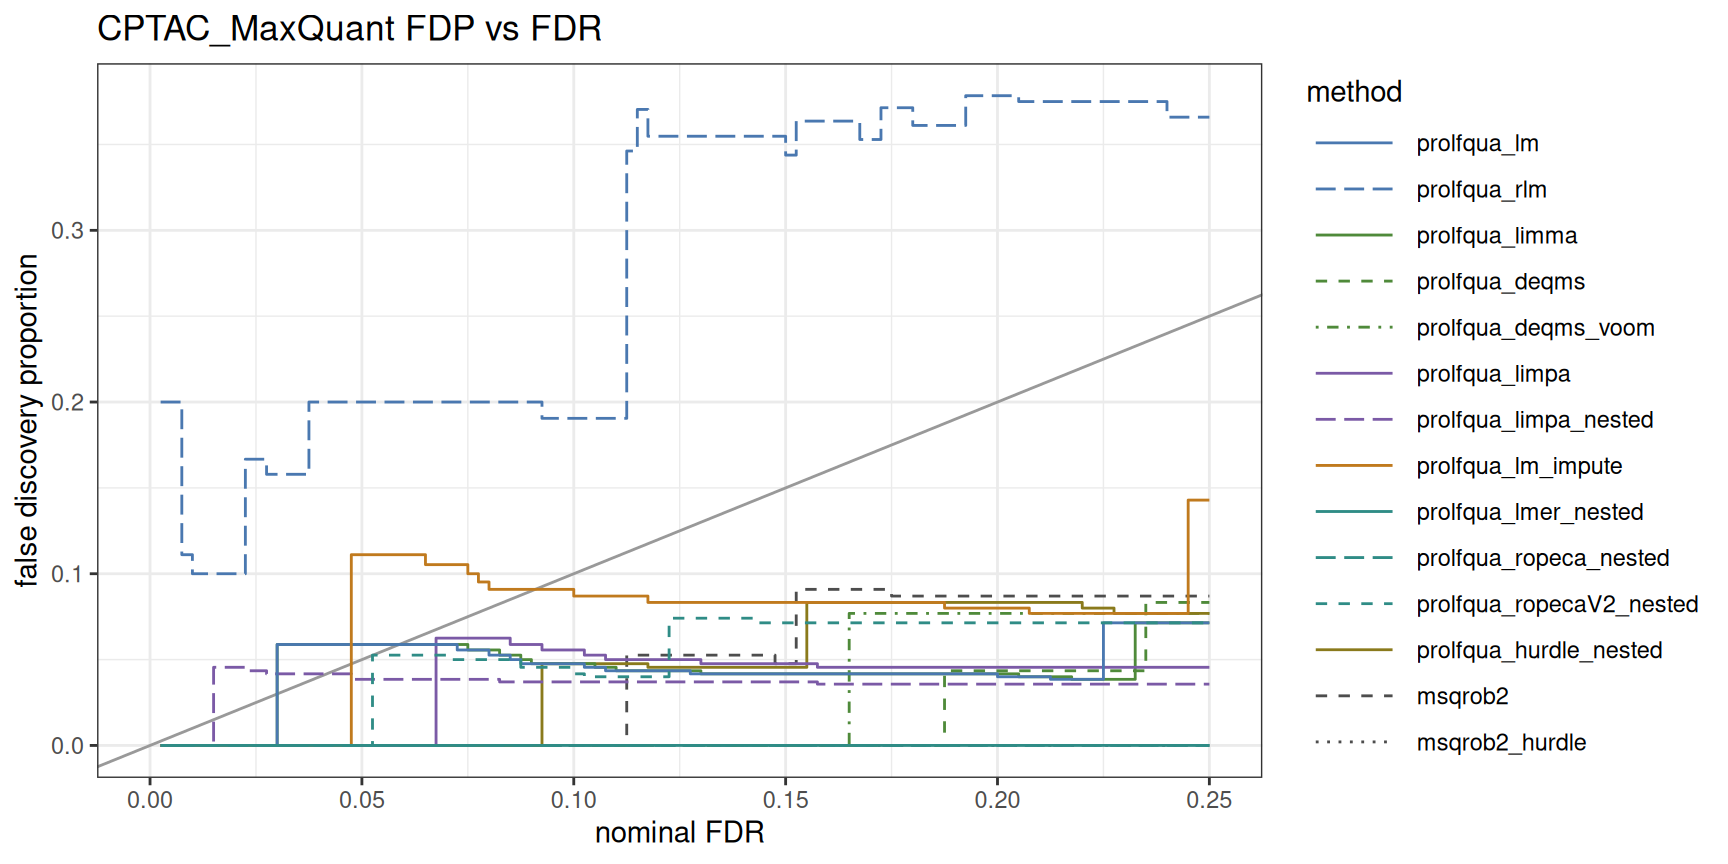 CPTAC_MaxQuant FDP vs FDR
false discovery proportion
0.3
0.2
0.1
0.0
0.00 0.05 0.10 0.15 0.20 0.25
nominal FDR
method
prolfqua_lm
prolfqua_rlm
prolfqua_limma
prolfqua_deqms
prolfqua_deqms_voom
prolfqua_limpa
prolfqua_limpa_nested
prolfqua_lm_impute
prolfqua_lmer_nested
prolfqua_ropeca_nested
prolfqua_ropecaV2_nested
prolfqua_hurdle_nested
msqrob2
msqrob2_hurdle